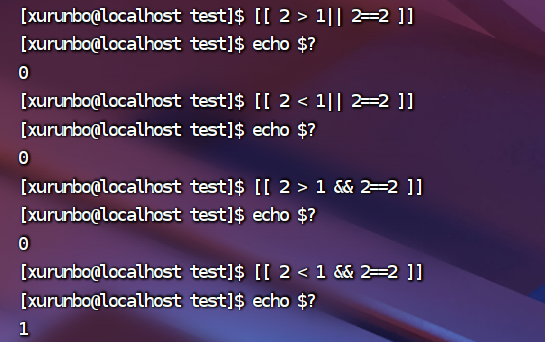 [xurunbo@localhost test]$ [[ 2 > 1|| 2==2 ]]
[xurunbo@localhost test]$ echo $?
0
[xurunbo@localhost test]$ [[ 2 < 1|| 2==2 ]]
[xurunbo@localhost test]$ echo $?
0
[xurunbo@localhost test]$ [[ 2 > 1 && 2==2 ]]
[xurunbo@localhost test]$ echo $?
0
[xurunbo@localhost test]$ [[ 2 < 1 && 2==2 ]]
[xurunbo@localhost test]$ echo $?
1